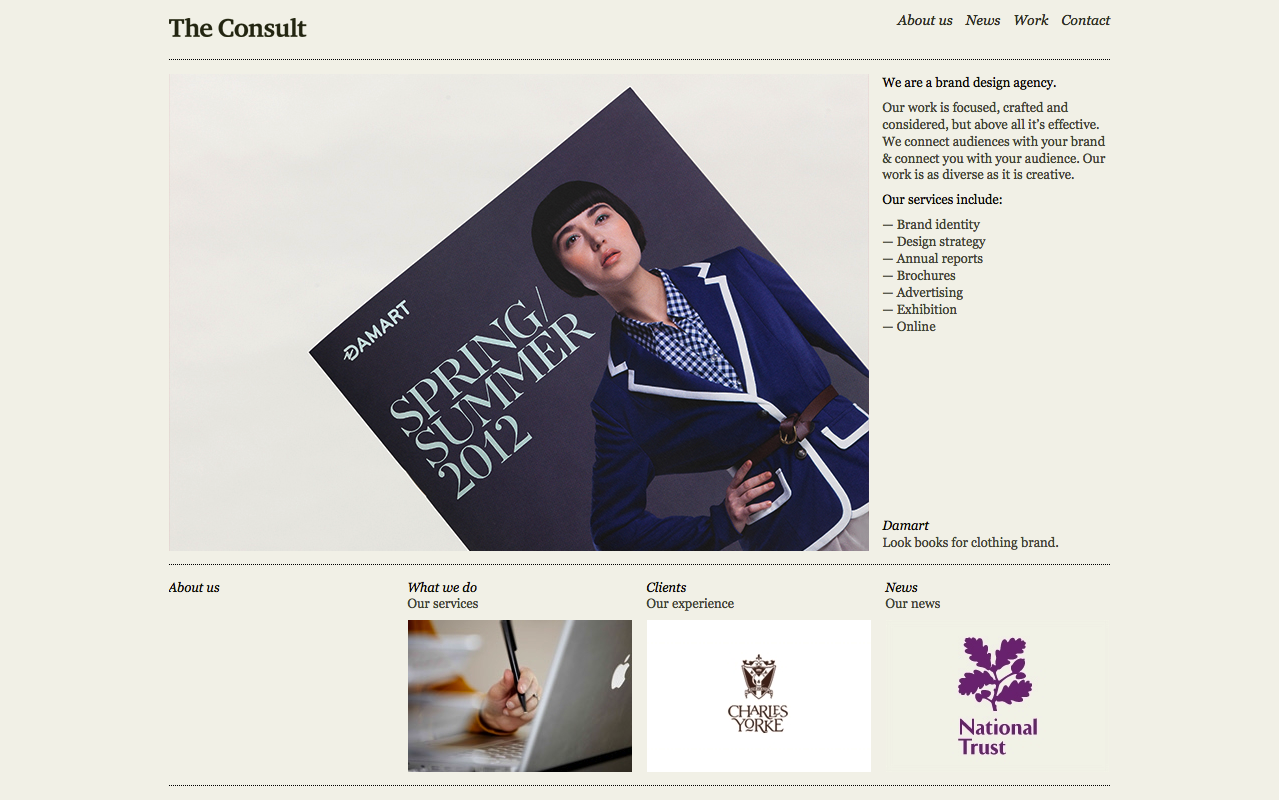 The Consult
About us News Work Contact
We are a brand design agency.
Our work is focused, crafted and
considered, but above all it's effective.
We connect audiences with your brand
& connect you with your audience. Our
work is as diverse as it is creative.
Our services include:
— Brand identity
— Design strategy
— Annual reports
— Brochures
— Advertising
— Exhibition
— Online
DAMART
SPRING/
SUMMER
2012
Damart
Look books for clothing brand.
About us
What we do
Our services
Clients
Our experience
CHARLES
YORKE
News
Our news
National
Trust